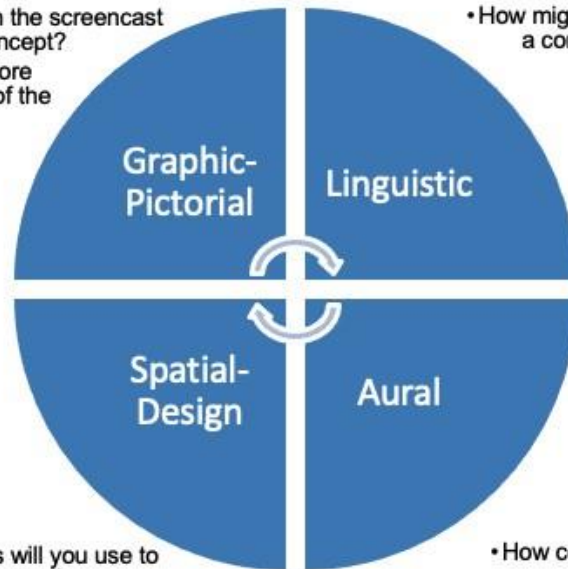 n the screencast
ncept?
ore
of the
• How mig
a cor
Graphic-
Pictorial
Linguistic
Spatial-
Design
Aural
s will you use to
• How co